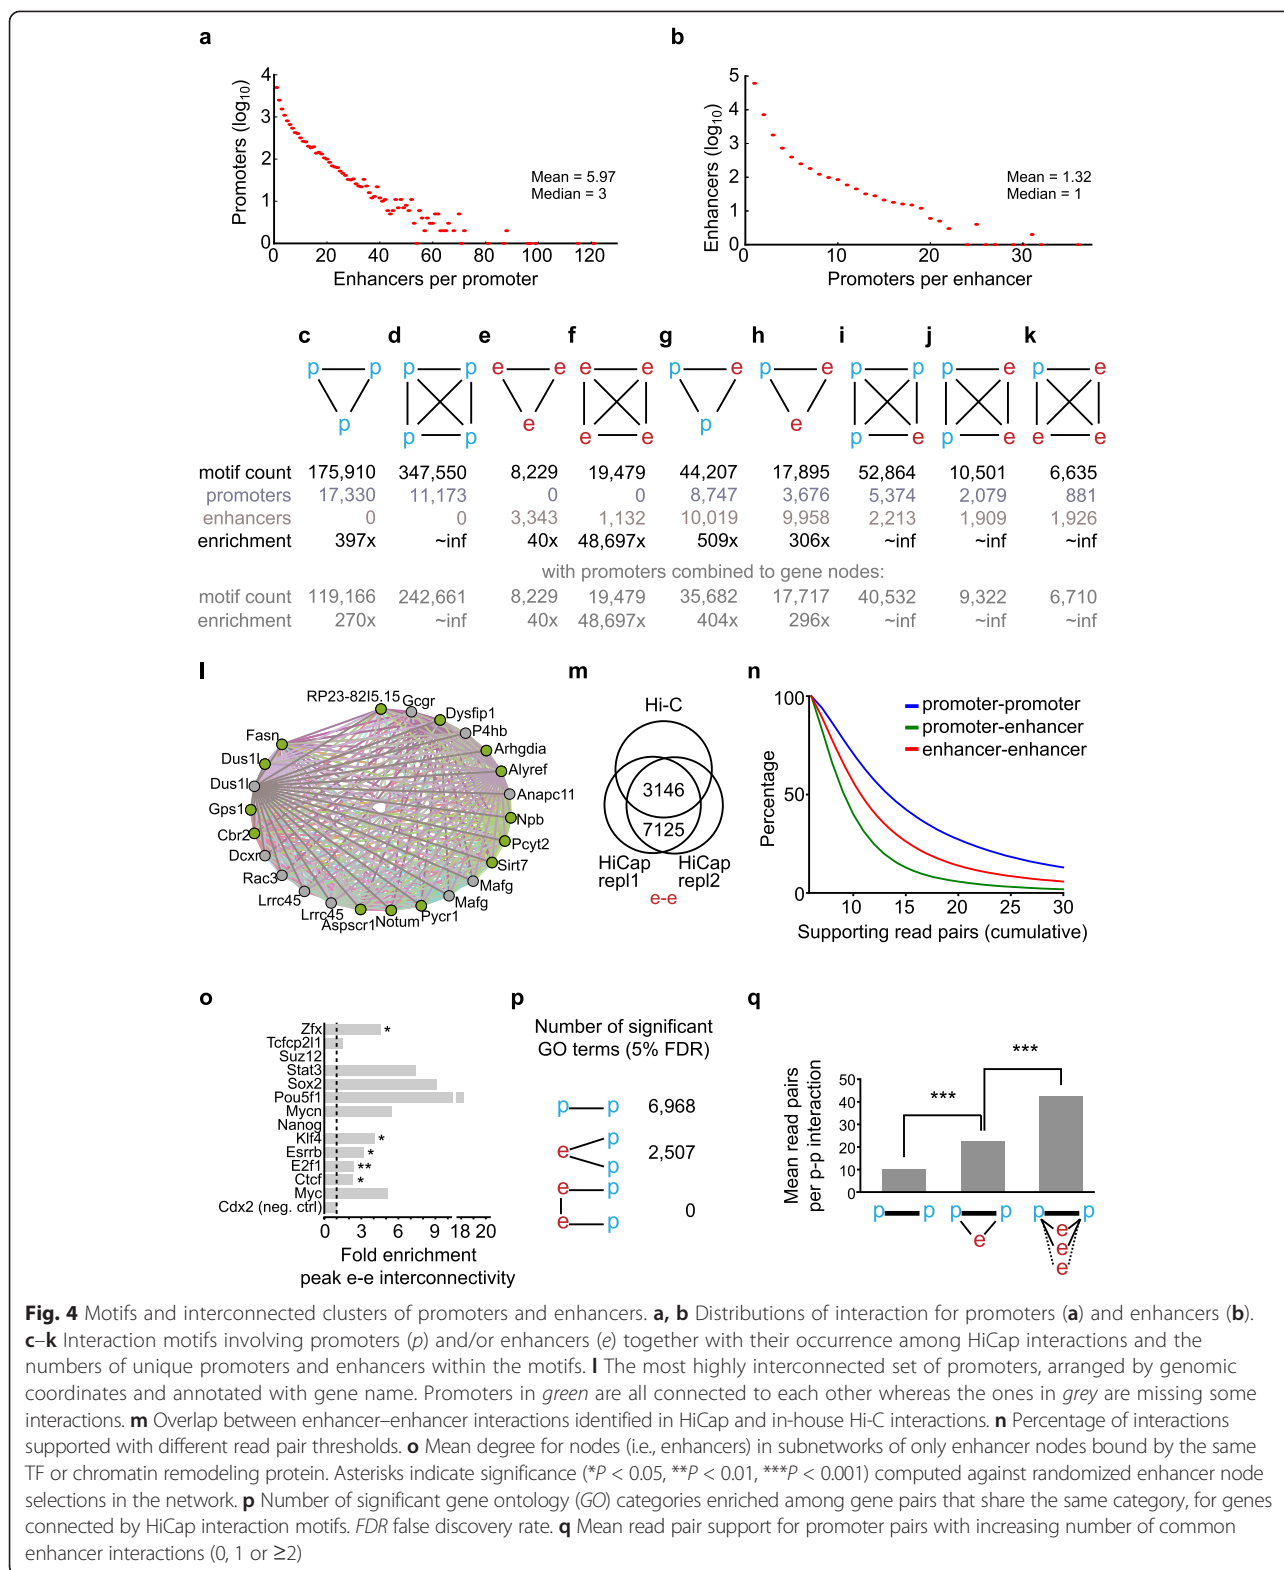 a
b
4
3
2
1
0
Promoters (log10)
Mean = 5.97
Median = 3
0 20 40 60 80 100 120
Enhancers per promoter
5
4
3
2
1
0
Enhancers (log10)
Mean = 1.32
Median = 1
0 10 20 30
Promoters per enhancer
c d e f g h i j k
p p p p e e e e p e p e p p p e p e
p e p e
p p e e p e p e e e
motif count 175,910 347,550 8,229 19,479 44,207 17,895 52,864 10,501 6,635
promoters 17,330 11,173 0 0 8,747 3,676 5,374 2,079 881
enhancers 0 0 3,343 1,132 10,019 9,958 2,213 1,909 1,926
enrichment 397x ~inf 40x 48,697x 509x 306x ~inf ~inf ~inf
with promoters combined to gene nodes:
motif count 119,166 242,661 8,229 19,479 35,682 17,717 40,532 9,322 6,710
enrichment 270x ~inf 40x 48,697x 404x 296x ~inf ~inf ~inf
l
RP23-82I5.15
Gcgr
Dysfip1
P4hb
Arhgdia
Alyref
Anapc11
Npb
Pcyt2
Sirt7
Mafg
Mafg
Pycr1
Notum
Aspscr1
Lrrc45
Lrrc45
Rac3
Dcxr
Cbr2
Gps1
Dus1l
Dus1l
Fasn
m
Hi-C
3146
7125
HiCap repl1
HiCap repl2
e-e
n
100
50
0
Percentage
promoter-promoter
promoter-enhancer
enhancer-enhancer
10 15 20 25 30
Supporting read pairs (cumulative)
o
Zfx *
Tcfcp2l1
Suz12
Stat3
Sox2
Pou5f1
Mycn
Nanog
Klf4 *
Esrrb *
E2f1 **
Ctcf *
Myc
Cdx2 (neg. ctrl)
0 3 6 9 18 20
Fold enrichment
peak e-e interconnectivity
p
Number of significant
GO terms (5% FDR)
p p 6,968
p
e 2,507
p
e p
0
e p
q
50
40
30
20
10
0
Mean read pairs
per p-p interaction
***
***
p p p p p p
e e
e
e
Fig. 4 Motifs and interconnected clusters of promoters and enhancers. a, b Distributions of interaction for promoters (a) and enhancers (b).
c–k Interaction motifs involving promoters (p) and/or enhancers (e) together with their occurrence among HiCap interactions and the
numbers of unique promoters and enhancers within the motifs. l The most highly interconnected set of promoters, arranged by genomic
coordinates and annotated with gene name. Promoters in green are all connected to each other whereas the ones in grey are missing some
interactions. m Overlap between enhancer–enhancer interactions identified in HiCap and in-house Hi-C interactions. n Percentage of interactions
supported with different read pair thresholds. o Mean degree for nodes (i.e., enhancers) in subnetworks of only enhancer nodes bound by the same
TF or chromatin remodeling protein. Asterisks indicate significance (*P < 0.05, **P < 0.01, ***P < 0.001) computed against randomized enhancer node
selections in the network. p Number of significant gene ontology (GO) categories enriched among gene pairs that share the same category, for genes
connected by HiCap interaction motifs. FDR false discovery rate. q Mean read pair support for promoter pairs with increasing number of common
enhancer interactions (0, 1 or ≥2)